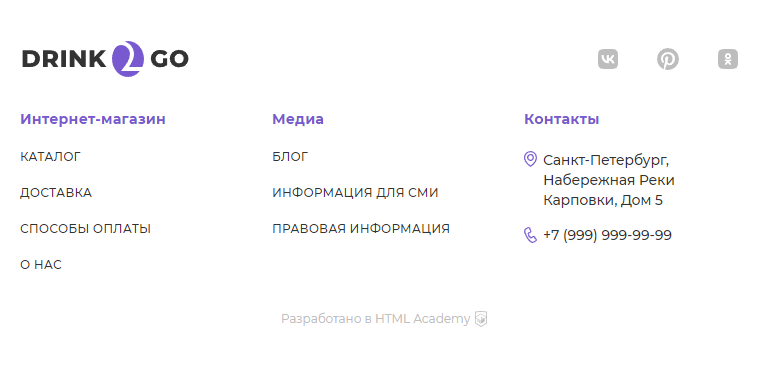 DRINK 2 GO
Интернет-магазин
КАТАЛОГ
ДОСТАВКА
СПОСОБЫ ОПЛАТЫ
О НАС
Медиа
БЛОГ
ИНФОРМАЦИЯ ДЛЯ СМИ
ПРАВОВАЯ ИНФОРМАЦИЯ
Контакты
Санкт-Петербург,
Набережная Реки
Карповки, Дом 5
+7 (999) 999-99-99
Разработано в HTML Academy